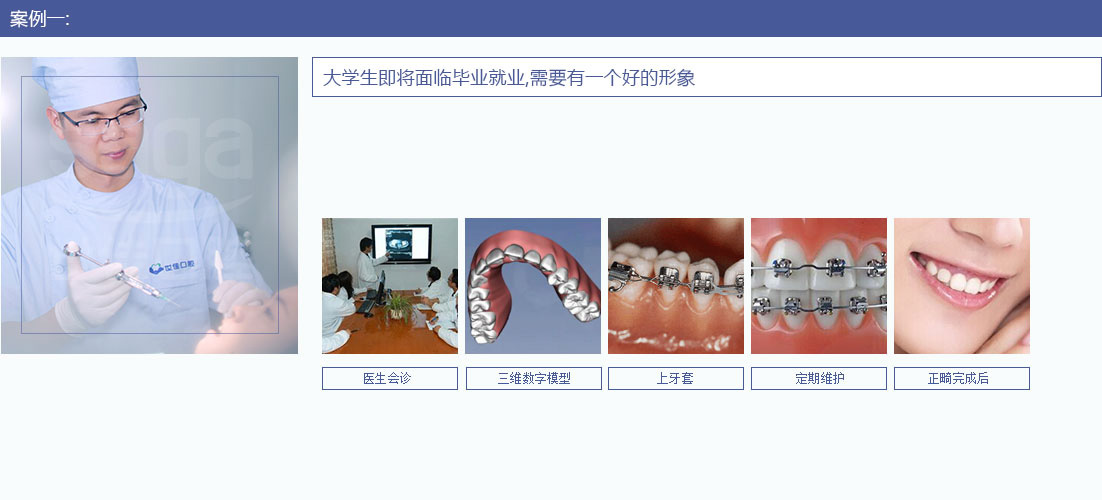 案例一:
大学生即将面临毕业就业,需要有一个好的形象
医生会诊
三维数字模型
上牙套
定期维护
正畸完成后